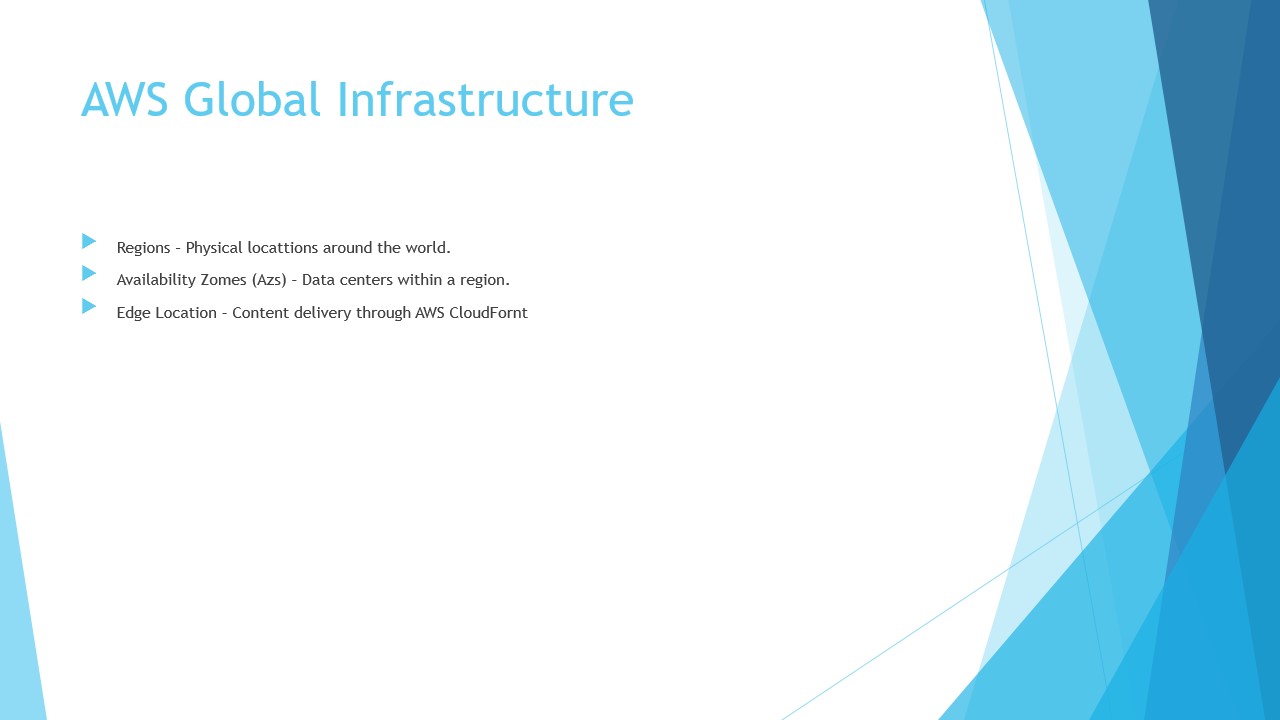 AWS Global Infrastructure
Regions – Physical locattions around the world.
Availability Zomes (Azs) – Data centers within a region.
Edge Location – Content delivery through AWS CloudFornt